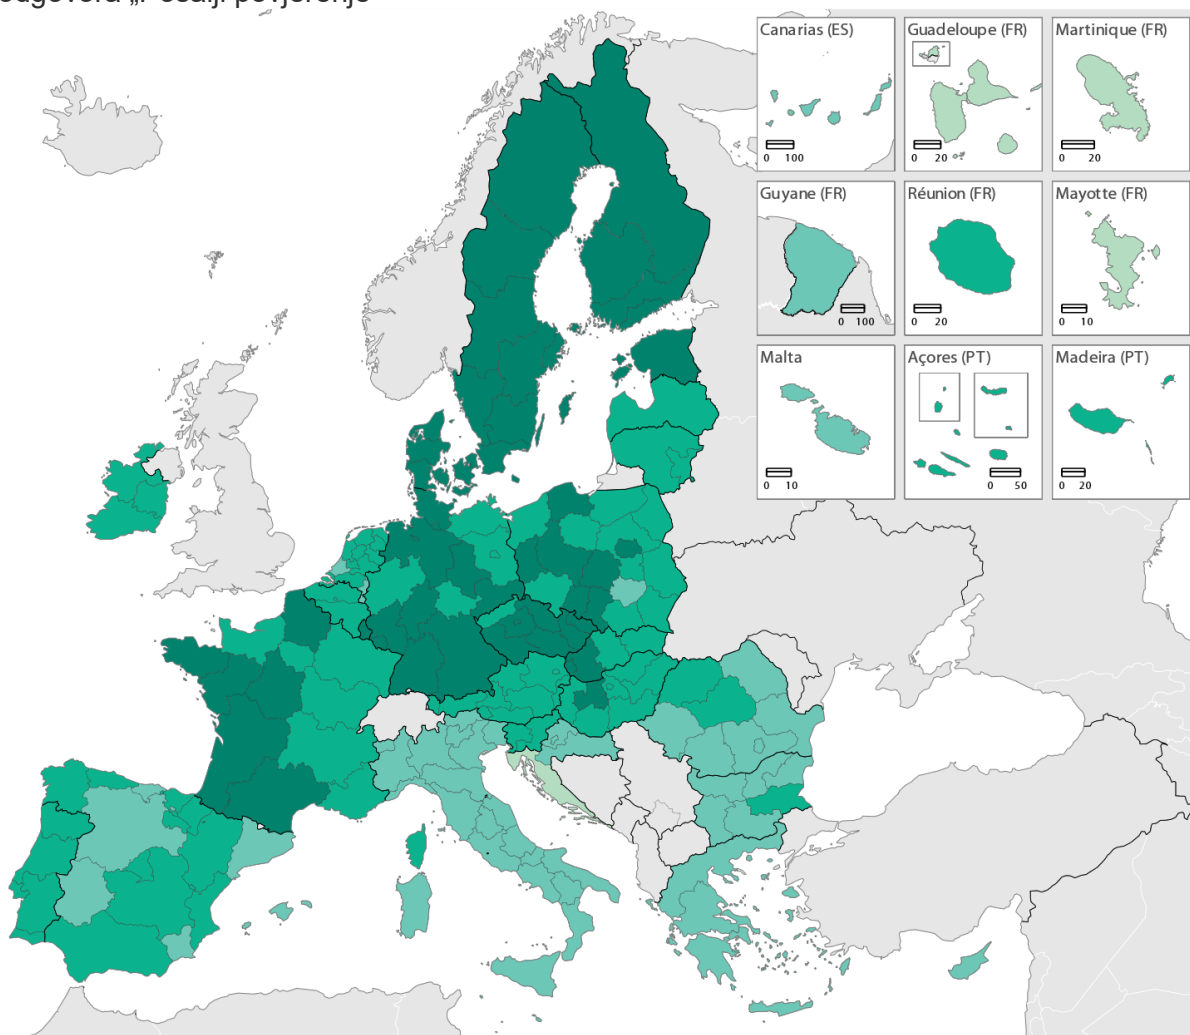 povjerenje
Canarias (ES)
0 100
Guadeloupe (FR)
0 20
Martinique (FR)
0 20
Guyane (FR)
0 100
Réunion (FR)
0 20
Mayotte (FR)
0 10
Malta
0 10
Açores (PT)
0 50
Madeira (PT)
0 20